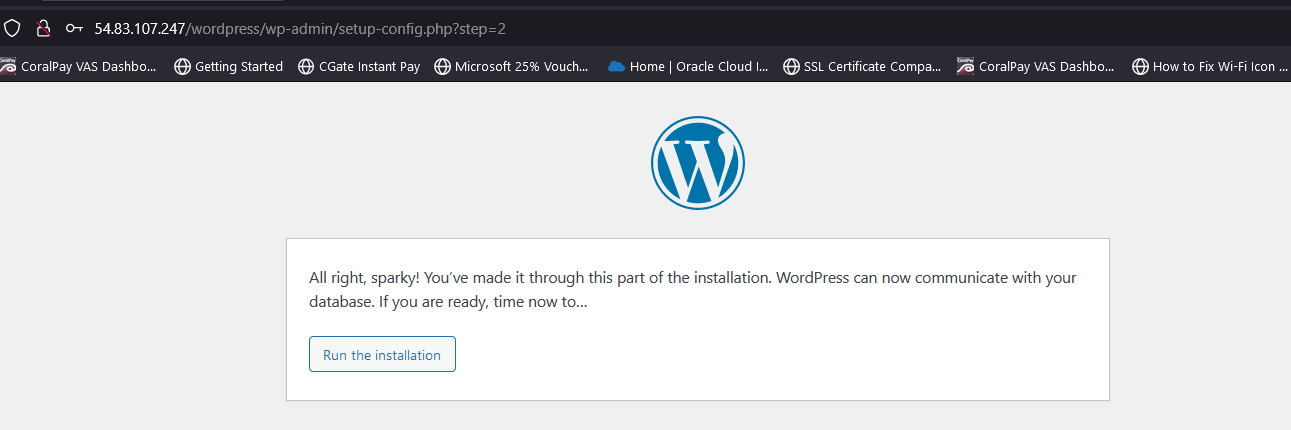 54.83.107.247/wordpress/wp-admin/setup-config.php?step=2
CoralPay VAS Dashbo... Getting Started CGate Instant Pay Microsoft 25% Vouch... Home | Oracle Cloud I... SSL Certificate Compa... CoralPay VAS Dashbo... How to Fix Wi-Fi Icon ...
All right, sparky! You’ve made it through this part of the installation. WordPress can now communicate with your
database. If you are ready, time now to…
Run the installation